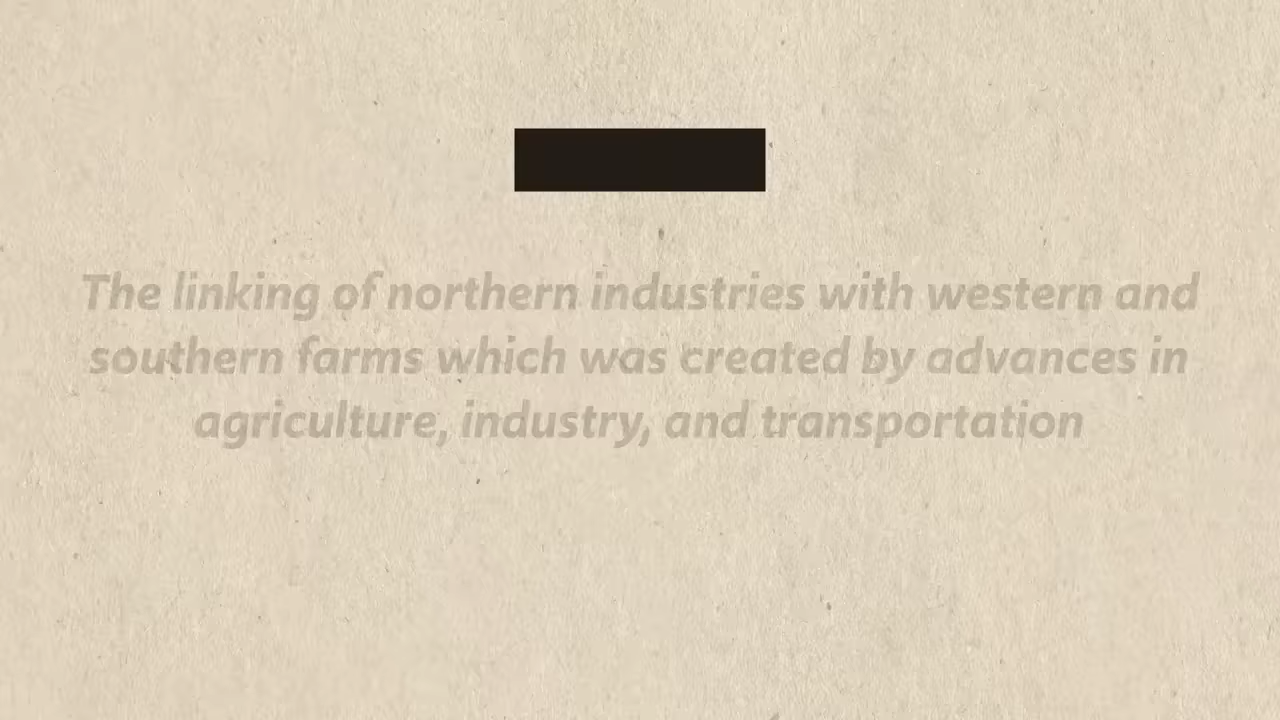 The linking of northern industries with western and
southern farms which was created by advances in
agriculture, industry, and transportation